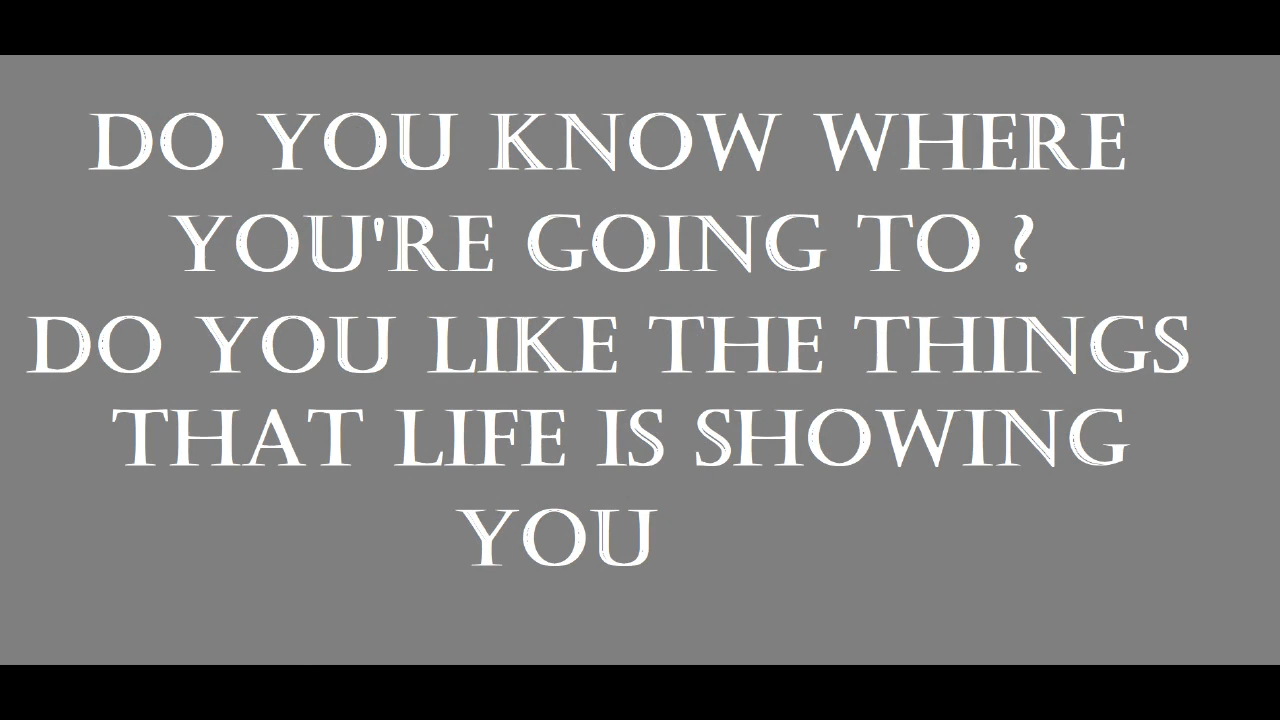 DO YOU KNOW WHERE
YOU'RE GOING TO ?
DO YOU LIKE THE THINGS
THAT LIFE IS SHOWING
YOU